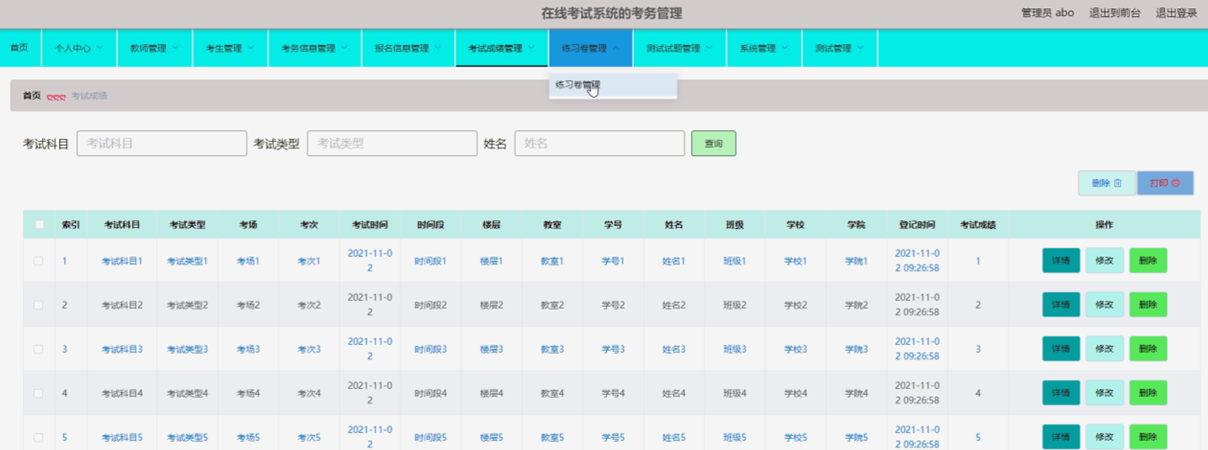 在线考试系统的考务管理
管理员 abo 退出到前台 退出登录
首页 个人中心 教师管理 考生管理 考务信息管理 报名信息管理 考试成绩管理 练习卷管理 测试试题管理 系统管理 测试管理
练习卷管理
首页 考试成绩
考试科目 考试科目 考试类型 考试类型 姓名 姓名 查询
删除 打印
索引 考试科目 考试类型 考场 考次 考试时间 时间段 楼层 教室 学号 姓名 班级 学校 学院 登记时间 考试成绩 操作
1 考试科目1 考试类型1 考场1 考次1 2021-11-02 时间段1 楼层1 教室1 学号1 姓名1 班级1 学校1 学院1 2021-11-02 09:26:58 1 详情 修改 删除
2 考试科目2 考试类型2 考场2 考次2 2021-11-02 时间段2 楼层2 教室2 学号2 姓名2 班级2 学校2 学院2 2021-11-02 09:26:58 2 详情 修改 删除
3 考试科目3 考试类型3 考场3 考次3 2021-11-02 时间段3 楼层3 教室3 学号3 姓名3 班级3 学校3 学院3 2021-11-02 09:26:58 3 详情 修改 删除
4 考试科目4 考试类型4 考场4 考次4 2021-11-02 时间段4 楼层4 教室4 学号4 姓名4 班级4 学校4 学院4 2021-11-02 09:26:58 4 详情 修改 删除
5 考试科目5 考试类型5 考场5 考次5 2021-11-02 时间段5 楼层5 教室5 学号5 姓名5 班级5 学校5 学院5 2021-11-02 09:26:58 5 详情 修改 删除